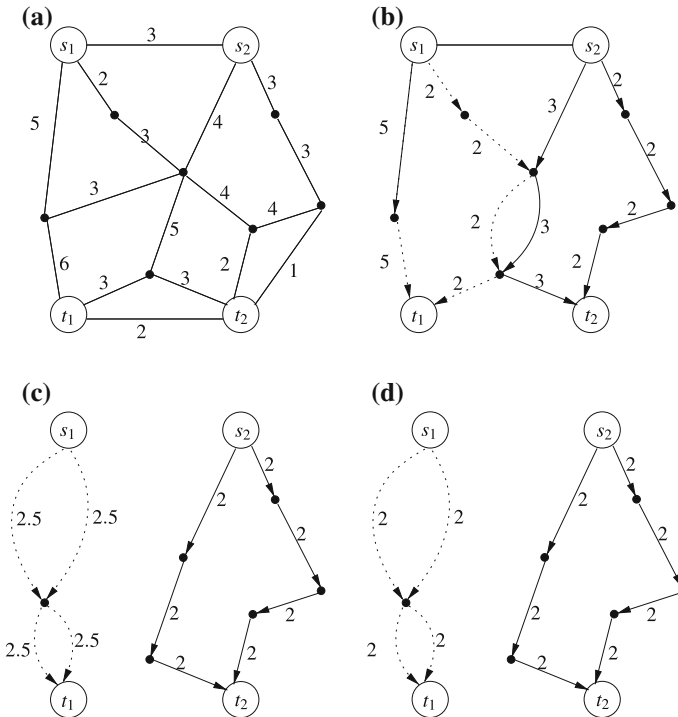 (a)
s1 3 s2
2 3
5 3 4 3
3 4 4
5
6 3 3 2 1
t1 2 t2
(b)
s1 s2
2 2
5 2 3 2
2 3 2
5 2 3 2
t1 t2
(c)
s1 s2
2
2.5 2.5 2 2
2 2
2.5 2.5 2 2
t1 t2
(d)
s1 s2
2
2 2 2 2
2 2
2 2 2 2
t1 t2